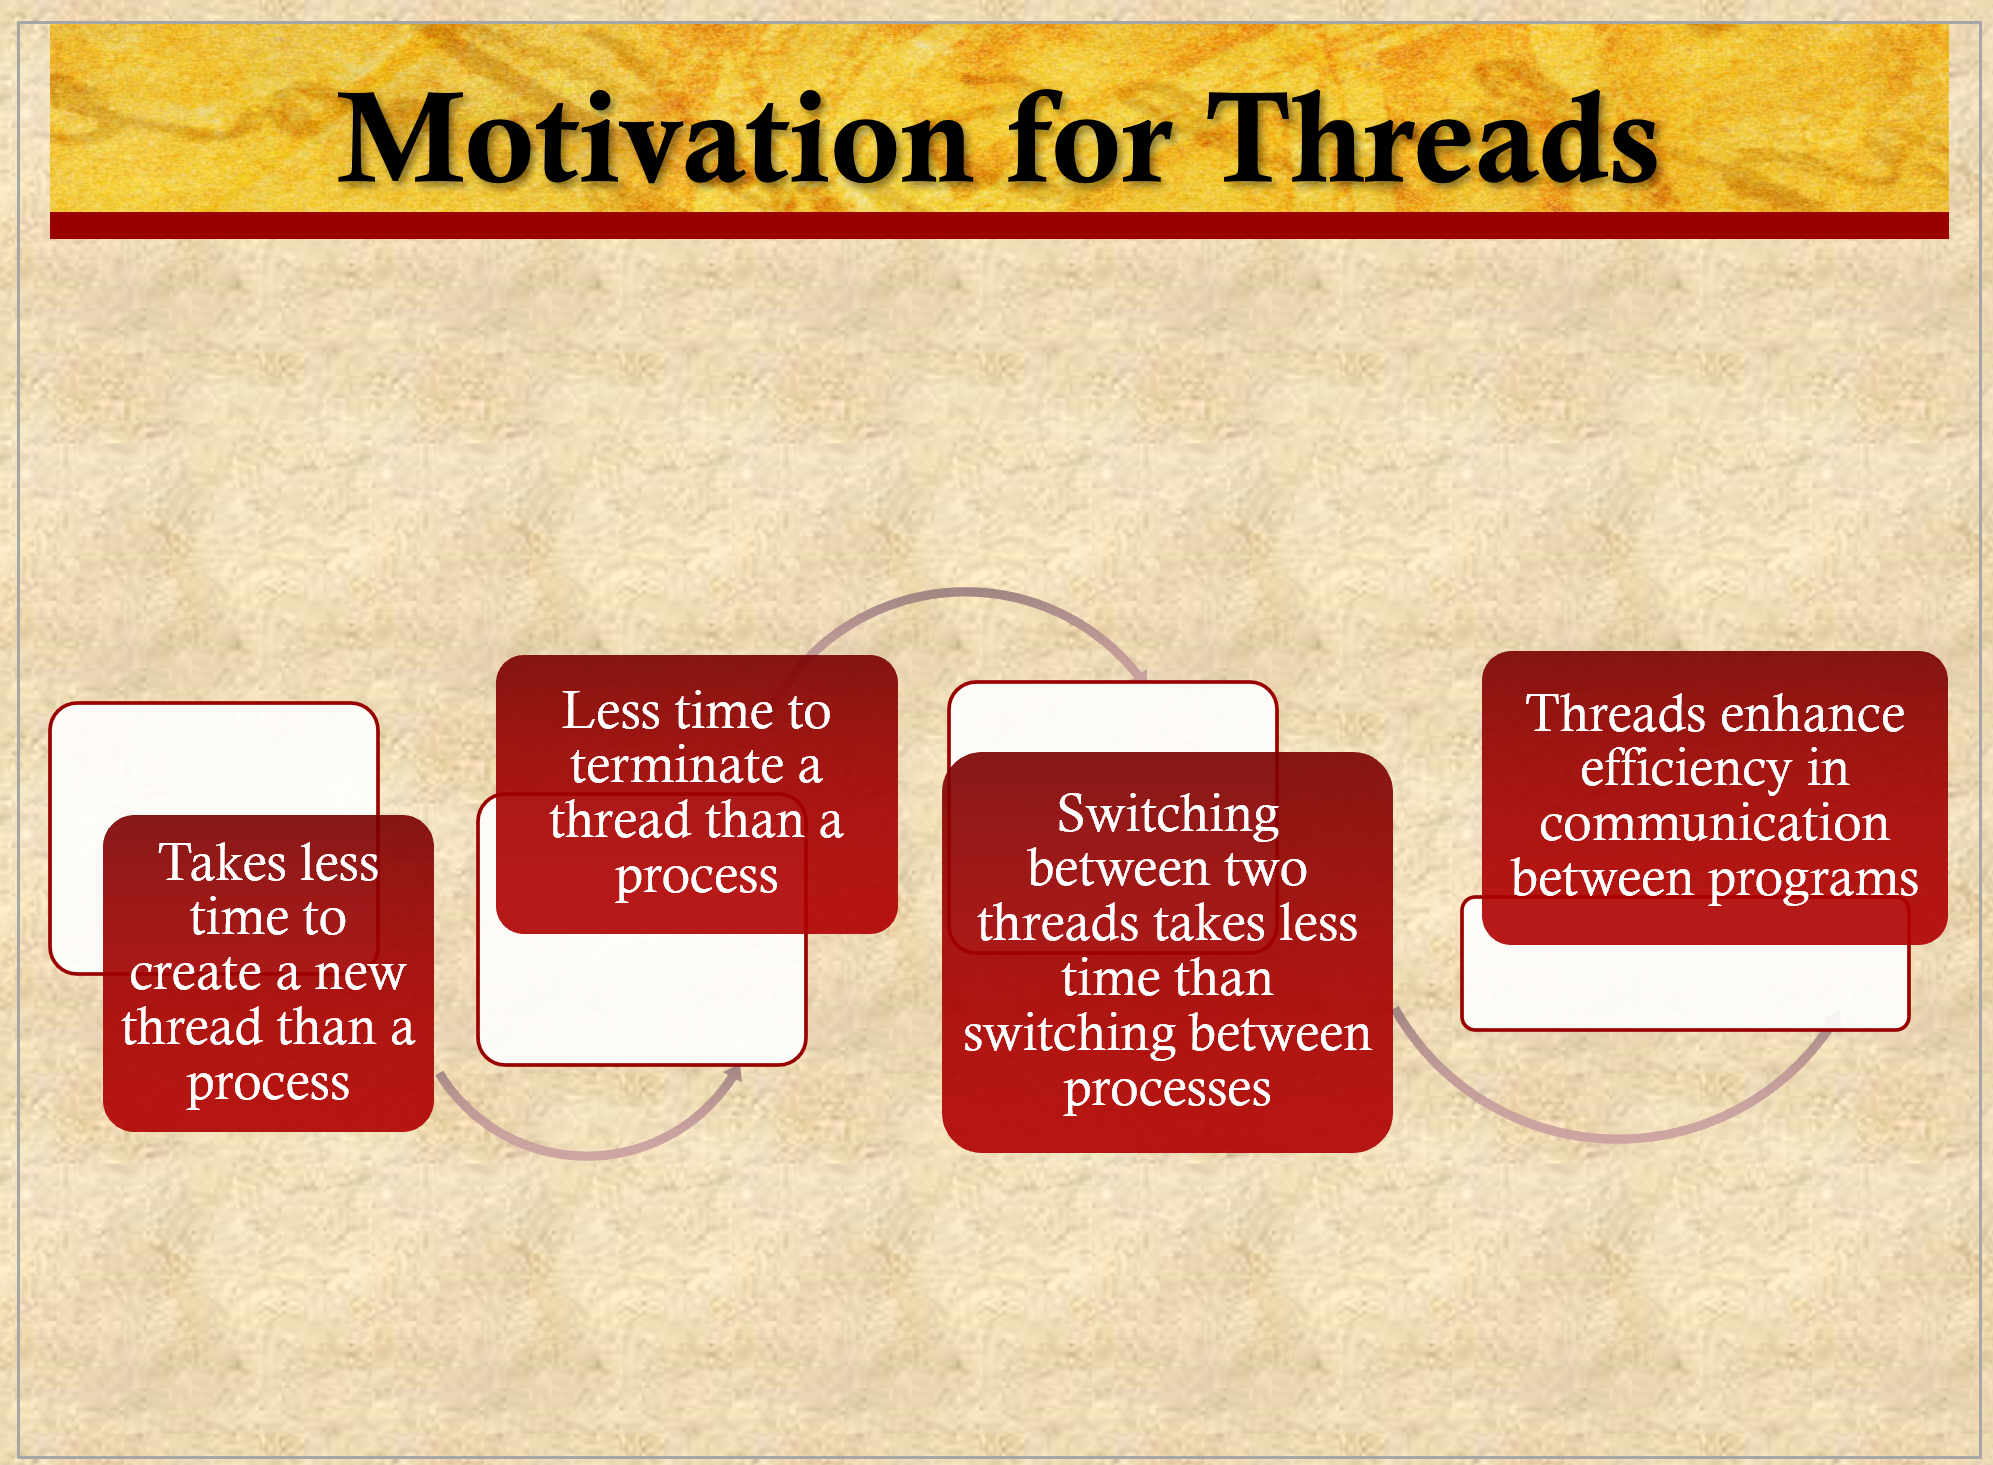 Motivation for Threads
Takes less
time to
create a new
thread than a
process
Less time to
terminate a
thread than a
process
Switching
between two
threads takes less
time than
switching between
processes
Threads enhance
efficiency in
communication
between programs